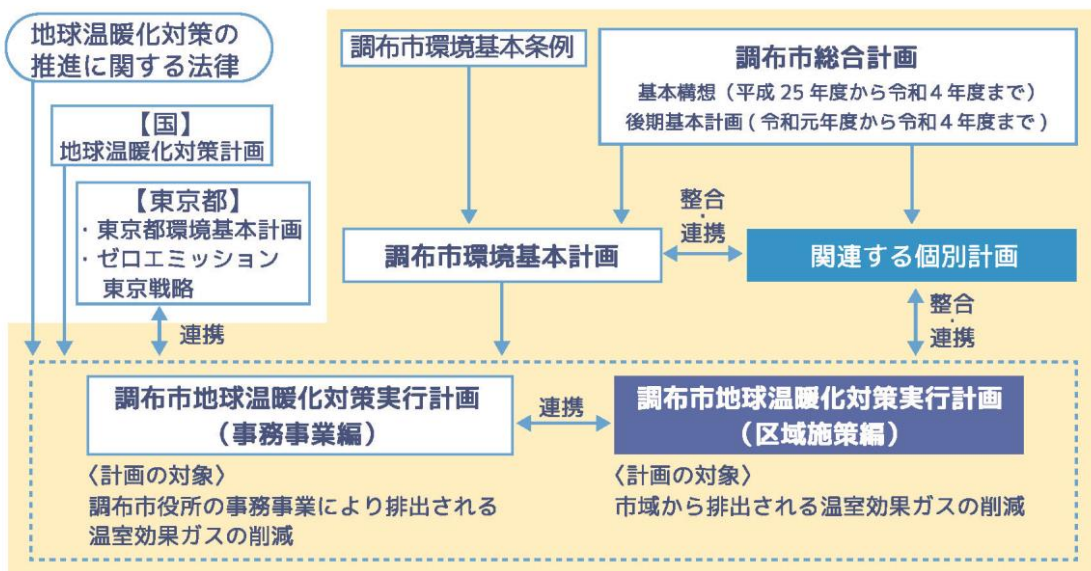 地球温暖化対策の
推進に関する法律
【国】
地球温暖化対策計画
【東京都】
・東京都環境基本計画
・ゼロエミッション
東京戦略
連携
調布市環境基本条例
調布市総合計画
基本構想（平成25年度から令和4年度まで）
後期基本計画(令和元年度から令和4年度まで)
調布市環境基本計画
整合
・
連携
関連する個別計画
整合
・
連携
調布市地球温暖化対策実行計画
（事務事業編）
連携
調布市地球温暖化対策実行計画
（区域施策編）
〈計画の対象〉
調布市役所の事務事業により排出される
温室効果ガスの削減
〈計画の対象〉
市域から排出される温室効果ガスの削減